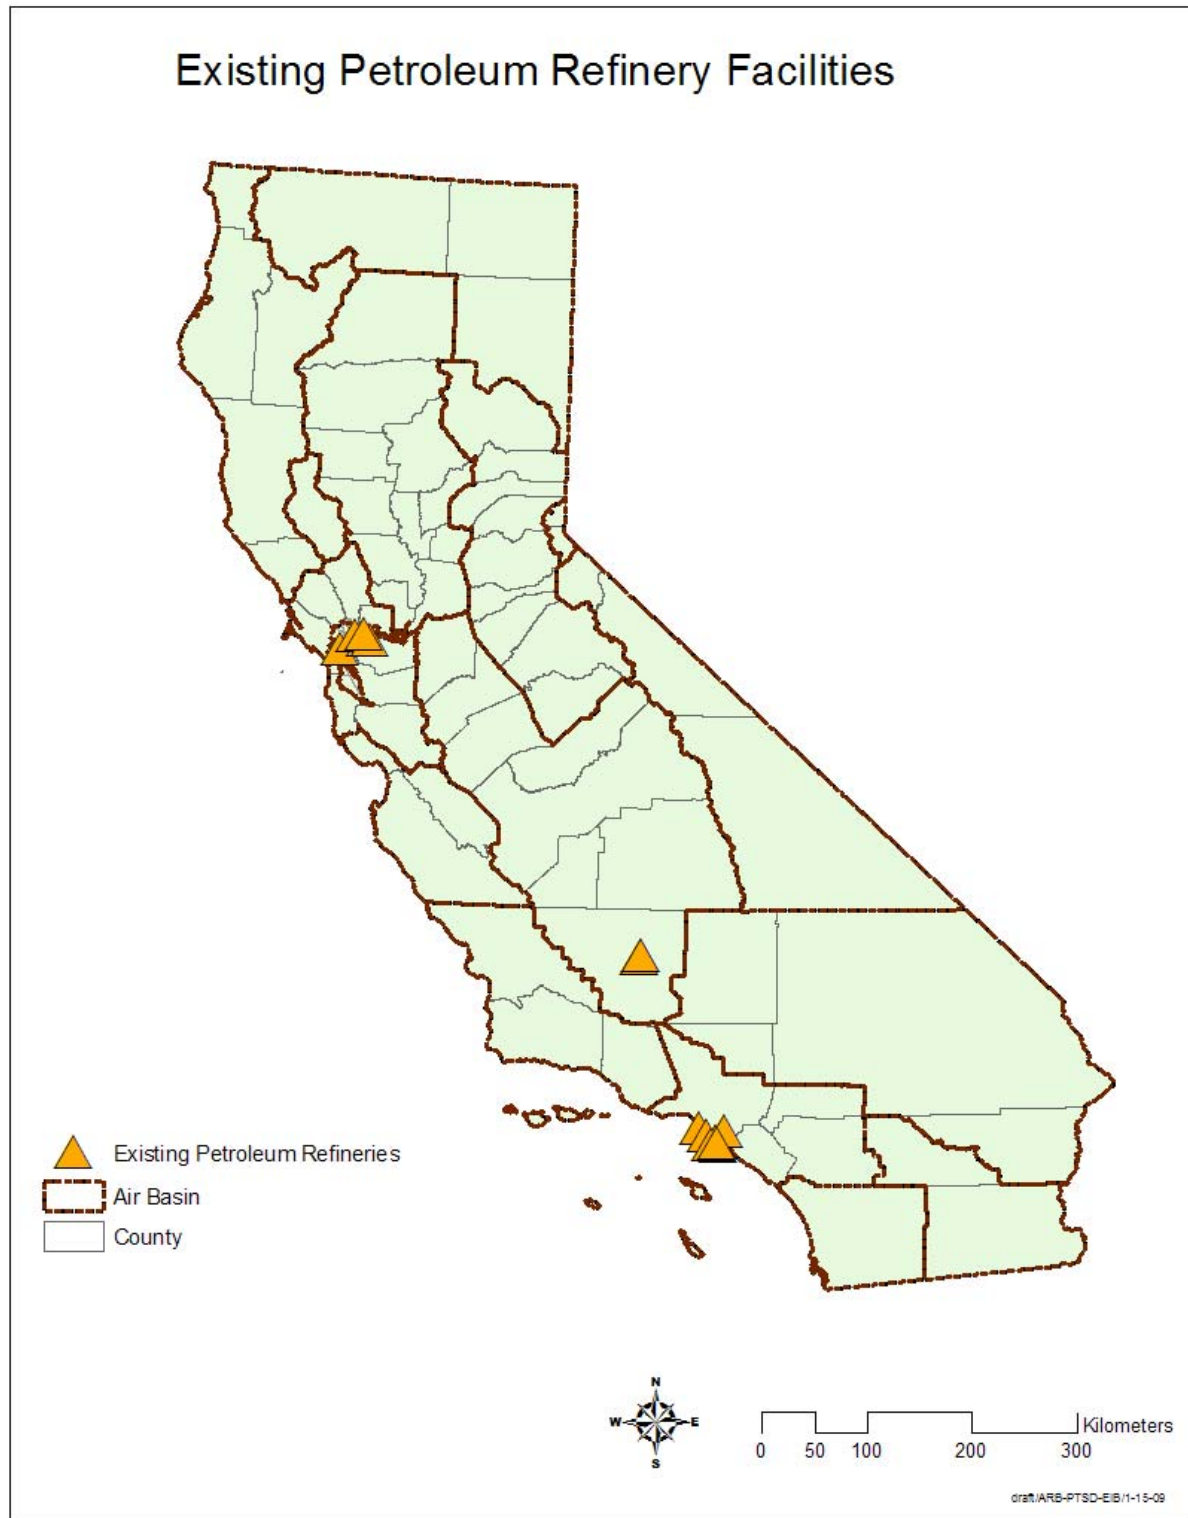 Existing Petroleum Refinery Facilities
Existing Petroleum Refineries
Air Basin
County
N
W E
S
Kilometers
0 50 100 200 300
draft/ARB-PTSD-EIB/1-15-09